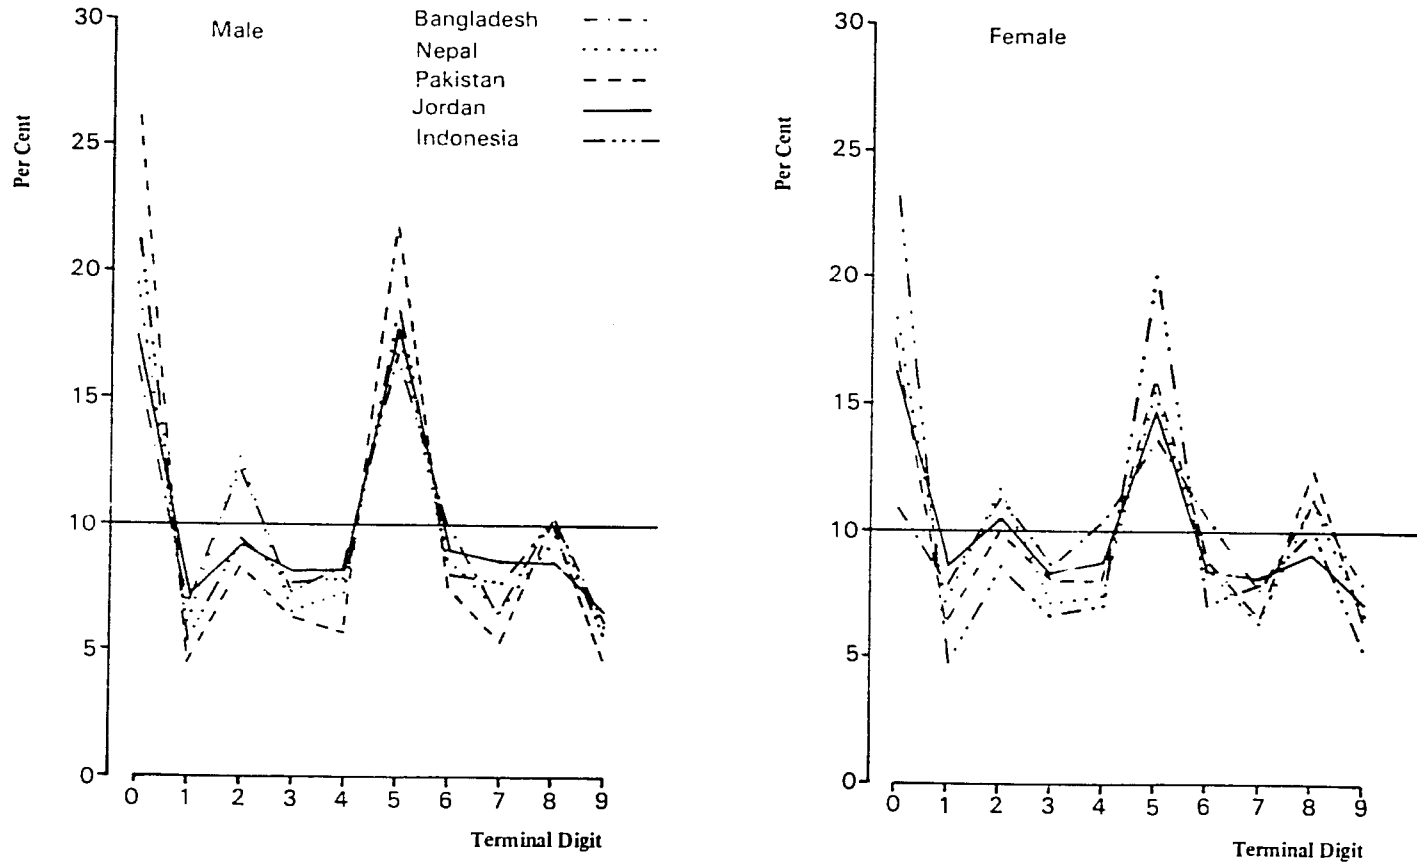 Male
Bangladesh
Nepal
Pakistan
Jordan
Indonesia
Per Cent
30
25
20
15
10
5
0
0 1 2 3 4 5 6 7 8 9
Terminal Digit
Female
Per Cent
30
25
20
15
10
5
0
0 1 2 3 4 5 6 7 8 9
Terminal Digit